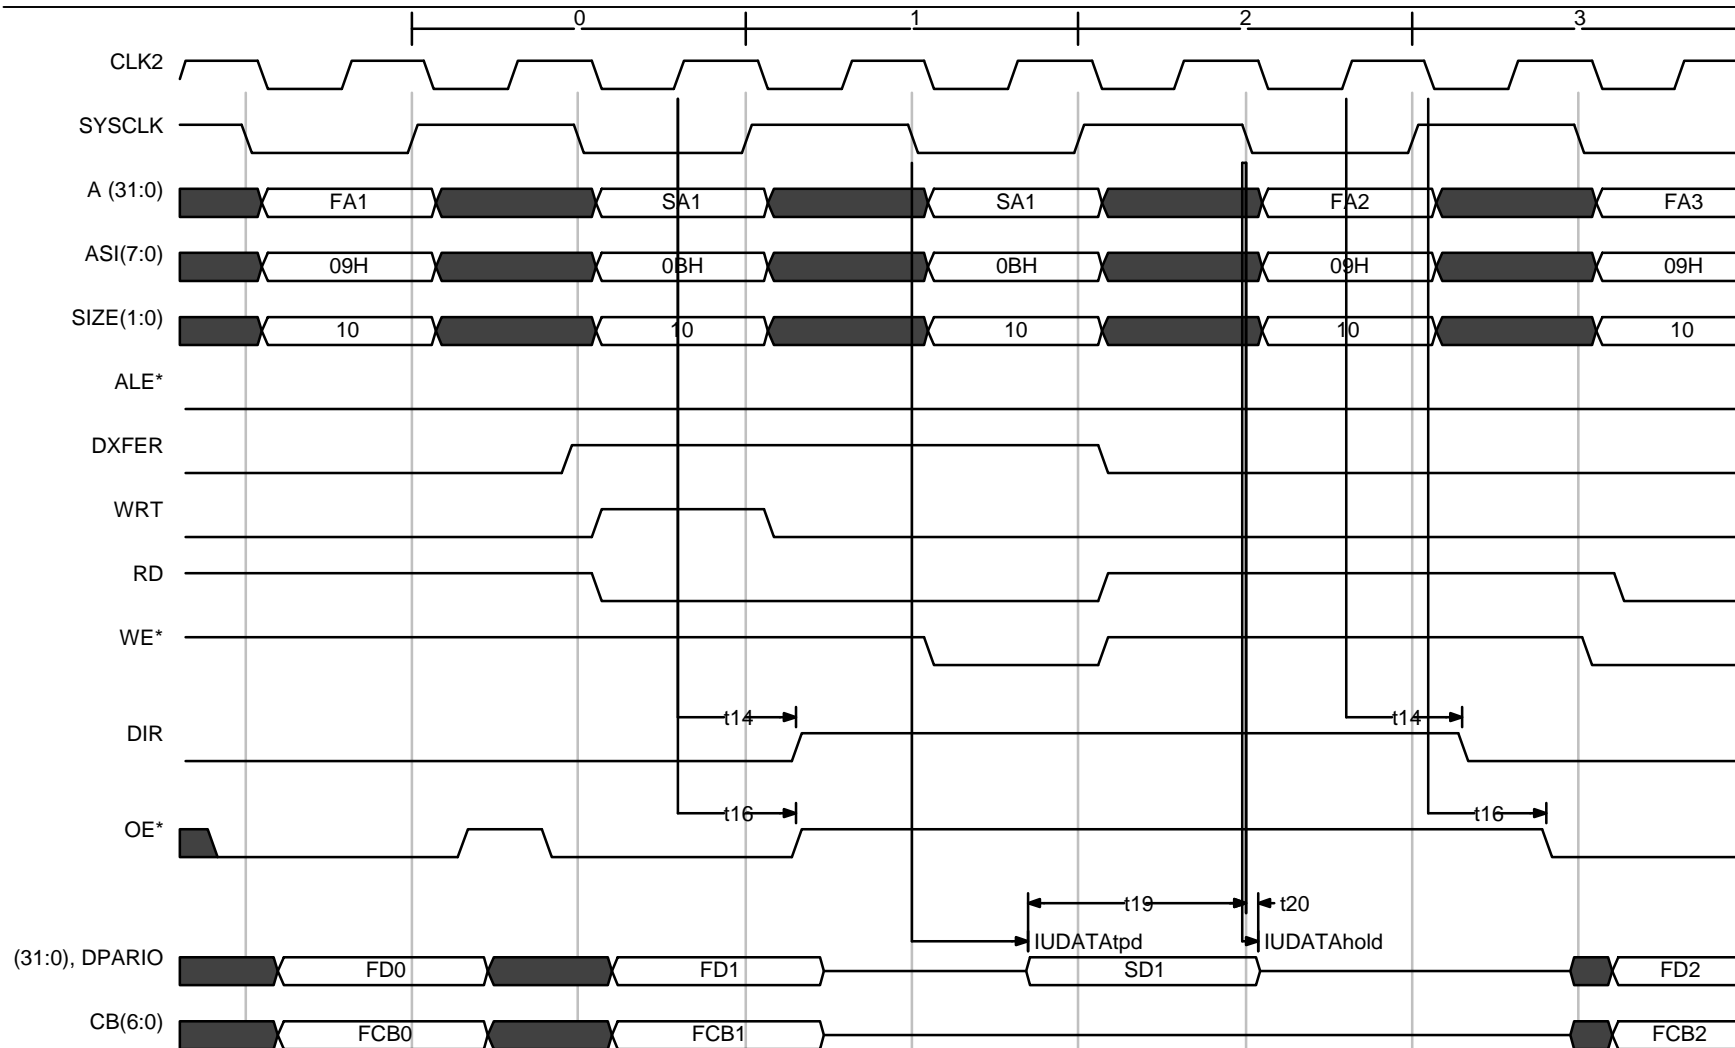 0 1 2 3
CLK2
SYSCLK
A (31:0) FA1 SA1 SA1 FA2 FA3
ASI(7:0) 09H 0BH 0BH 09H 09H
SIZE(1:0) 10 10 10 10 10
ALE*
DXFER
WRT
RD
WE*
t14 t14
DIR
t16 t16
OE*
t19 t20
IUDATAtpd IUDATAhold
(31:0), DPARIO FD0 FD1 SD1 FD2
CB(6:0) FCB0 FCB1 FCB2